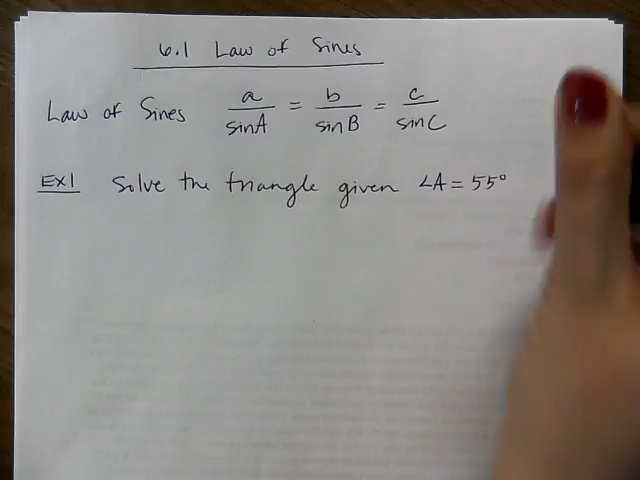 6.1 Law of Sines
Law of Sines a/sinA = b/sinB = c/sinC
EX1 Solve the triangle given ∠A = 55°